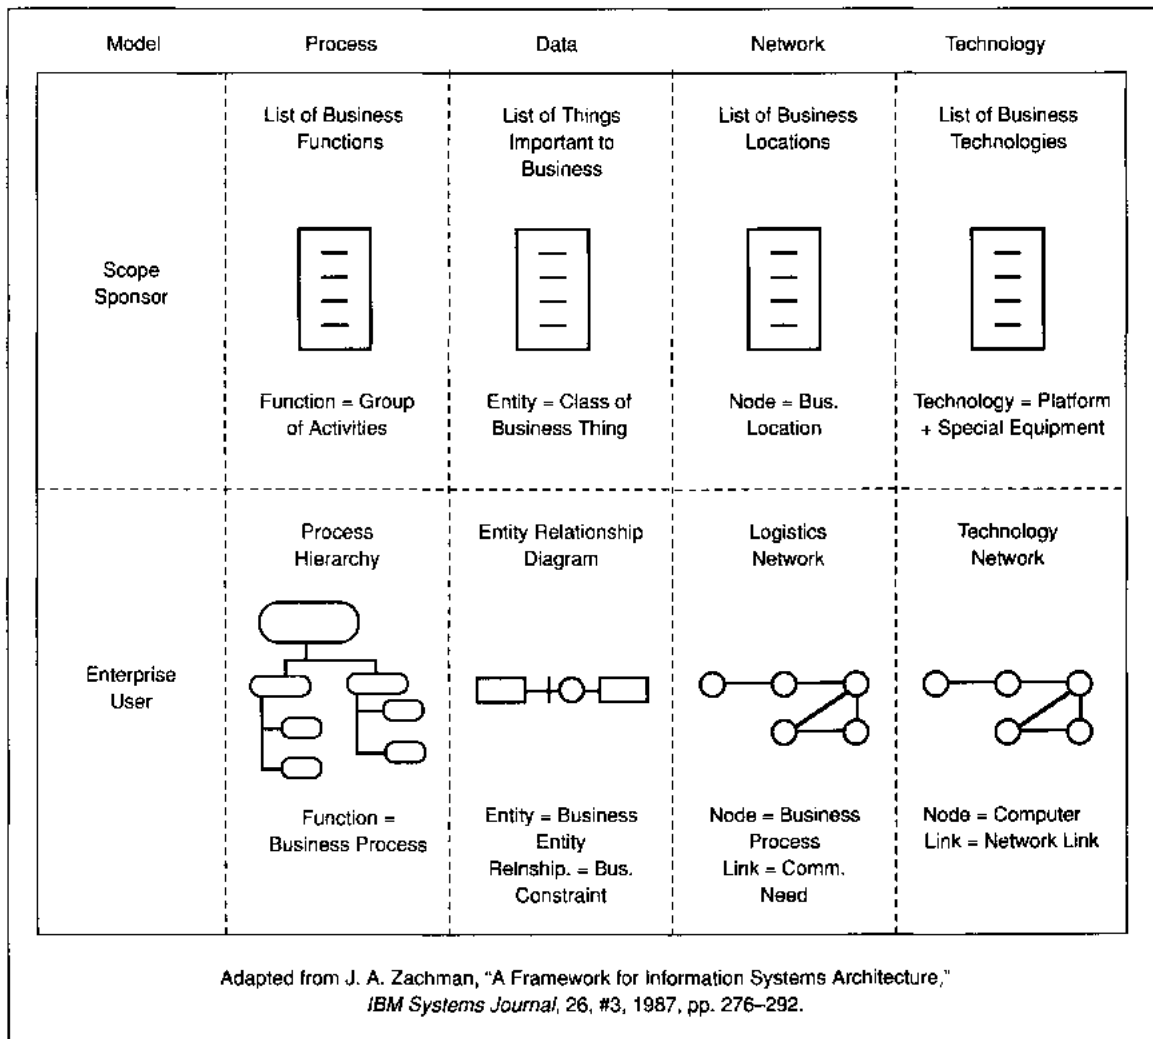 Model Process Data Network Technology
List of Business
Functions
List of Things
Important to
Business
List of Business
Locations
List of Business
Technologies
Scope
Sponsor
Function = Group
of Activities
Entity = Class of
Business Thing
Node = Bus.
Location
Technology = Platform
+ Special Equipment
Process
Hierarchy
Entity Relationship
Diagram
Logistics
Network
Technology
Network
Enterprise
User
Function =
Business Process
Entity = Business
Entity
Relnship. = Bus.
Constraint
Node = Business
Process
Link = Comm.
Need
Node = Computer
Link = Network Link
Adapted from J. A. Zachman, “A Framework for Information Systems Architecture,”
IBM Systems Journal, 26, #3, 1987, pp. 276–292.